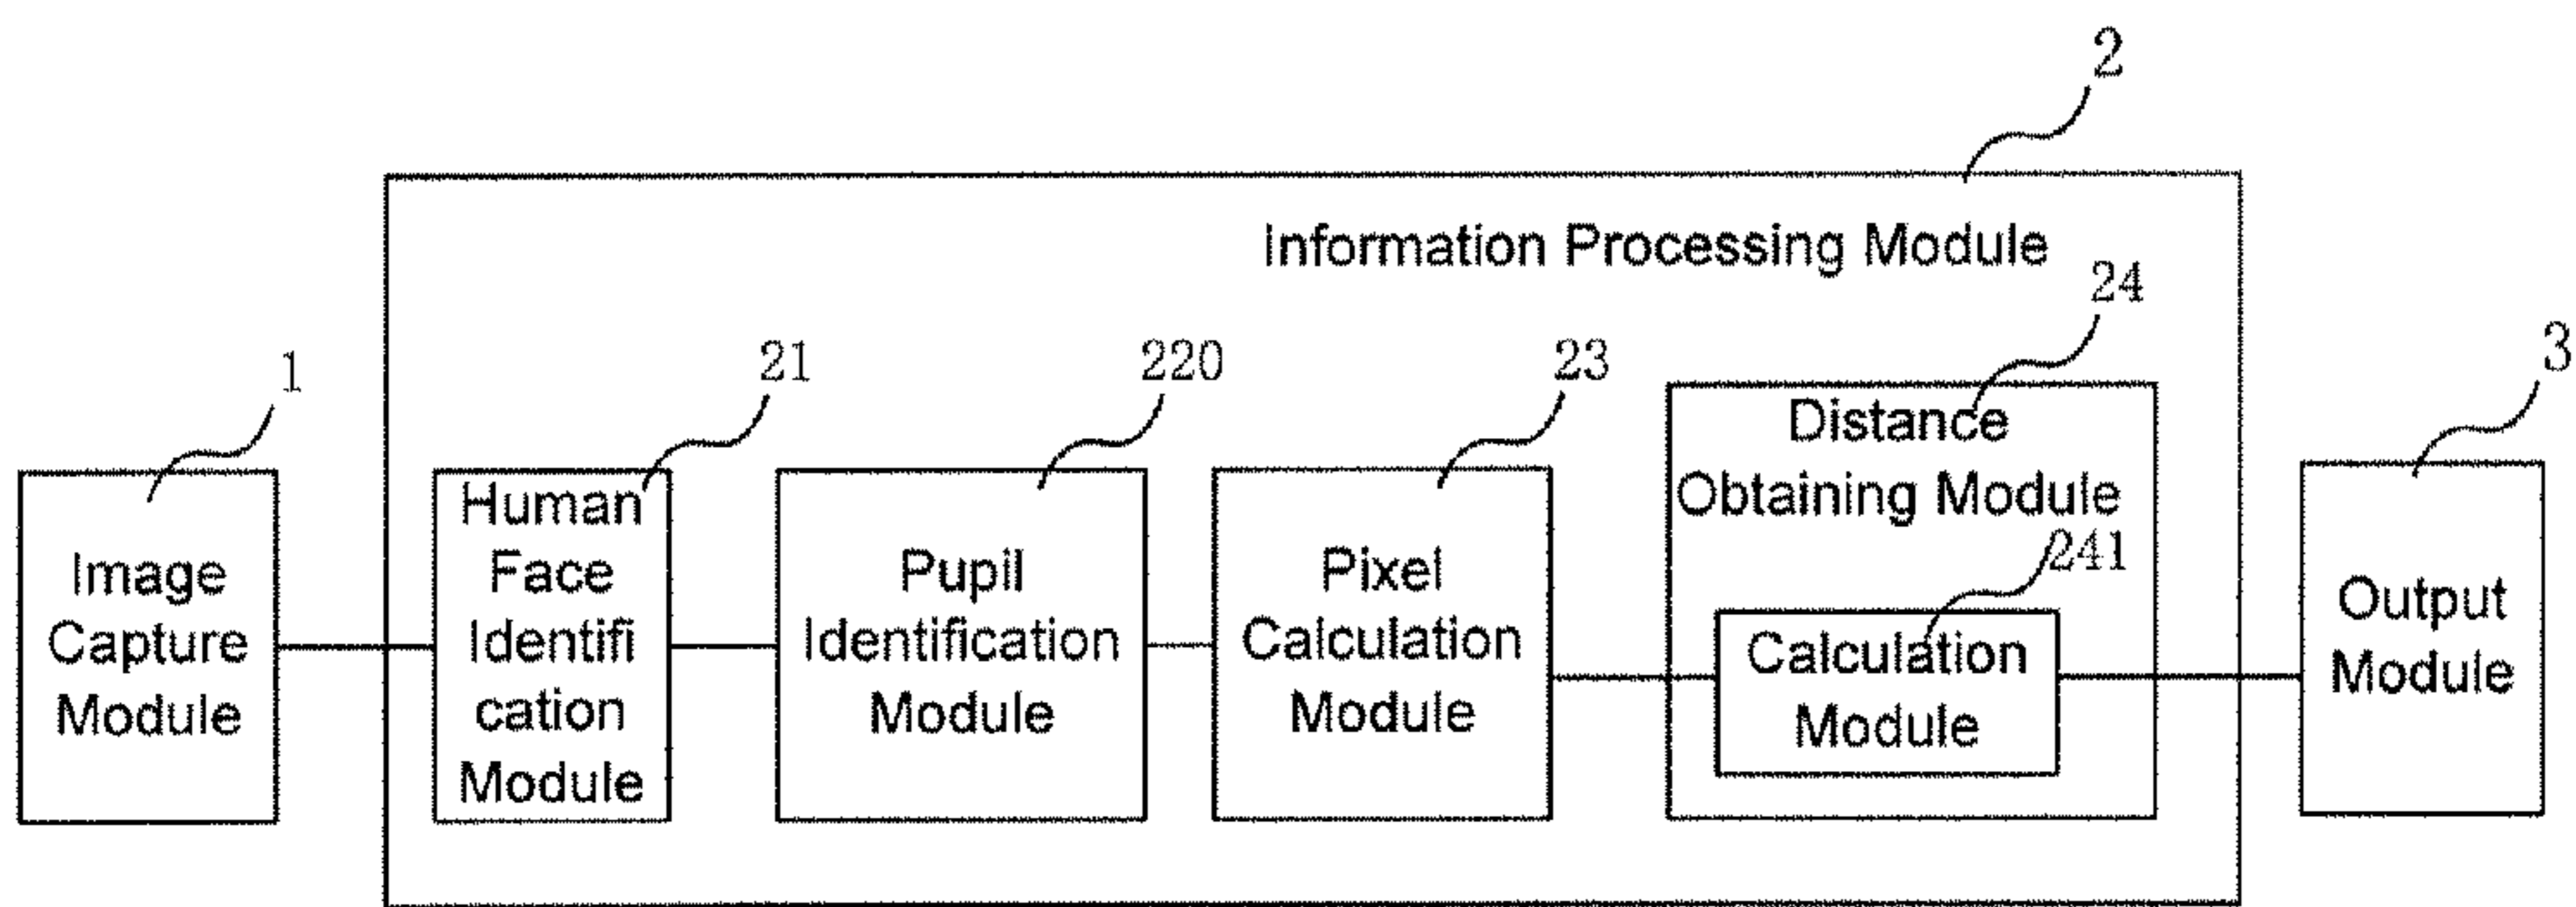 2
Information Processing Module
24
1
21
220
23
3
Image
Capture
Module
Human
Face
Identifi
cation
Module
Pupil
Identification
Module
Pixel
Calculation
Module
Distance
Obtaining Module
241
Calculation
Module
Output
Module